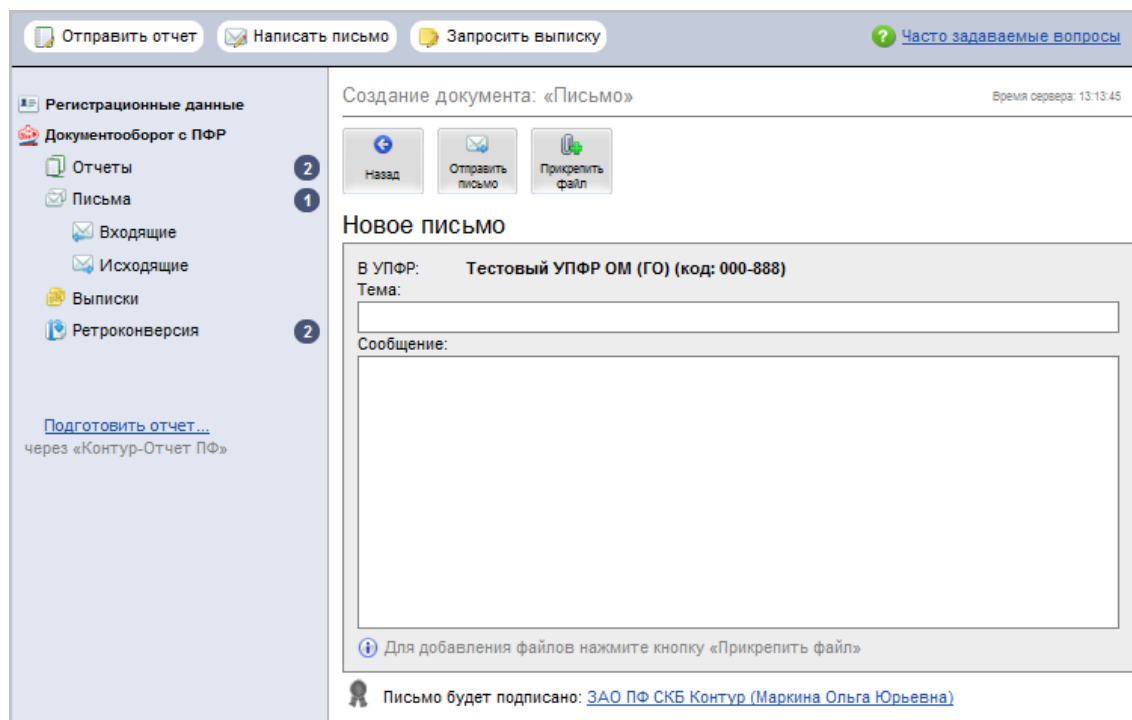 Отправить отчет Написать письмо Запросить выписку ? Часто задаваемые вопросы
Регистрационные данные
Документооборот с ПФР
Отчеты 2
Письма 1
Входящие
Исходящие
Выписки
Ретроконверсия 2
Подготовить отчет...
через «Контур-Отчет ПФ»
Создание документа: «Письмо» Время сервера: 13:13:45
Назад
Отправить
письмо
Прикрепить
файл
Новое письмо
В УПФР: Тестовый УПФР ОМ (ГО) (код: 000-888)
Тема:
Сообщение:
Для добавления файлов нажмите кнопку «Прикрепить файл»
Письмо будет подписано: ЗАО ПФ СКБ Контур (Маркина Ольга Юрьевна)